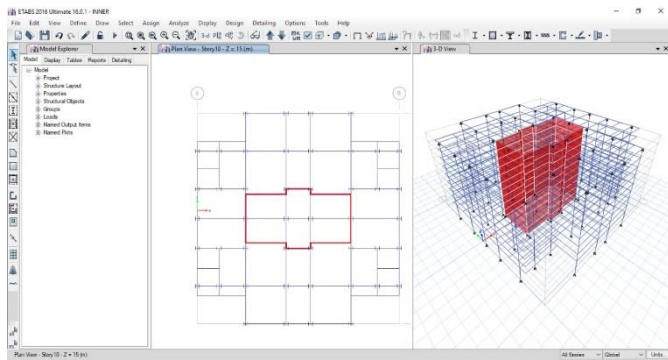 ETABS 2016 Ultimate 16.0.1 - INNER
File Edit View Define Draw Select Assign Analyze Display Design Detailing Options Tools Help
Model Explorer
Plan View - Story10 - Z = 15 (m)
3-D View
Model Display Tables Reports Detailing
Model
Project
Structure Layout
Properties
Structural Objects
Groups
Loads
Named Output Items
Named Plots
A
B
Plan View - Story10 - Z = 15 (m)
All Stories Global Units...